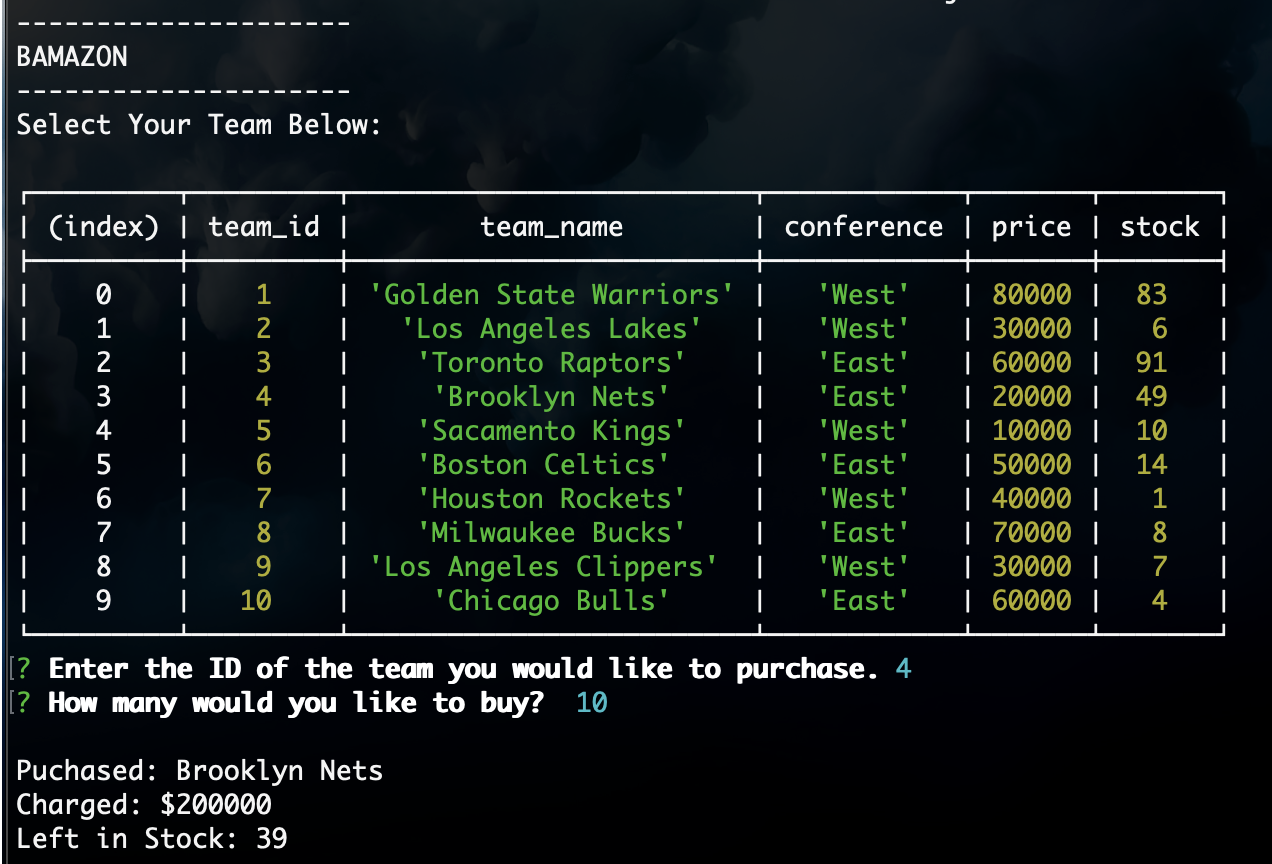 ----------------------
BAMAZON
----------------------
Select Your Team Below:
(index) | team_id | team_name | conference | price | stock
0 | 1 | 'Golden State Warriors' | 'West' | 80000 | 83
1 | 2 | 'Los Angeles Lakes' | 'West' | 30000 | 6
2 | 3 | 'Toronto Raptors' | 'East' | 60000 | 91
3 | 4 | 'Brooklyn Nets' | 'East' | 20000 | 49
4 | 5 | 'Sacamento Kings' | 'West' | 10000 | 10
5 | 6 | 'Boston Celtics' | 'East' | 50000 | 14
6 | 7 | 'Houston Rockets' | 'West' | 40000 | 1
7 | 8 | 'Milwaukee Bucks' | 'East' | 70000 | 8
8 | 9 | 'Los Angeles Clippers' | 'West' | 30000 | 7
9 | 10 | 'Chicago Bulls' | 'East' | 60000 | 4
[? Enter the ID of the team you would like to purchase. 4
[? How many would you like to buy? 10
Puchased: Brooklyn Nets
Charged: $200000
Left in Stock: 39